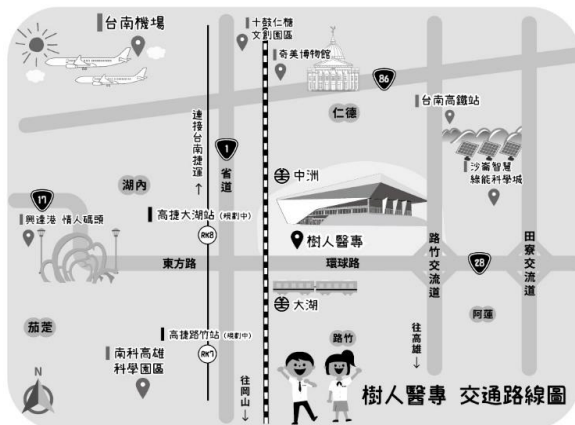 台南機場
十鼓仁糖
文創園區
奇美博物館
86
仁德
台南高鐵站
連接台南捷運
1
省道
中洲
沙崙智慧
綠能科學城
湖內
17
興達港 情人碼頭
高捷大湖站(規劃中)
RK8
樹人醫專
路竹交流道
田寮交流道
東方路
環球路
28
大湖
阿蓮
茄萣
高捷路竹站(規劃中)
路竹
往高雄
RK7
南科高雄
科學園區
往岡山
N
樹人醫專 交通路線圖